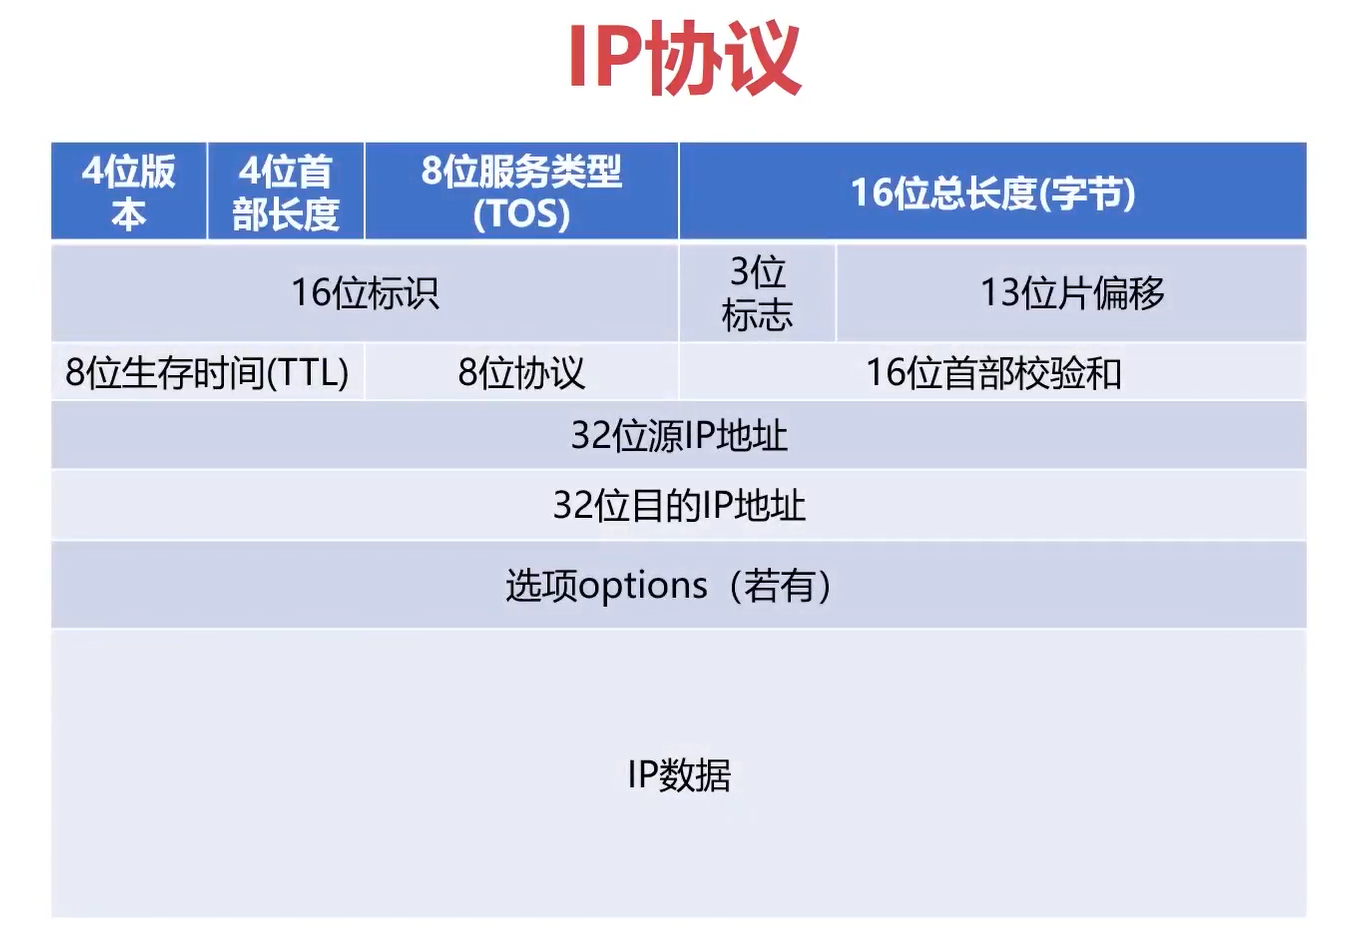 IP协议
4位版
本
4位首
部长度
8位服务类型
(TOS)
16位总长度(字节)
16位标识
3位
标志
13位片偏移
8位生存时间(TTL)
8位协议
16位首部校验和
32位源IP地址
32位目的IP地址
选项options（若有）
IP数据